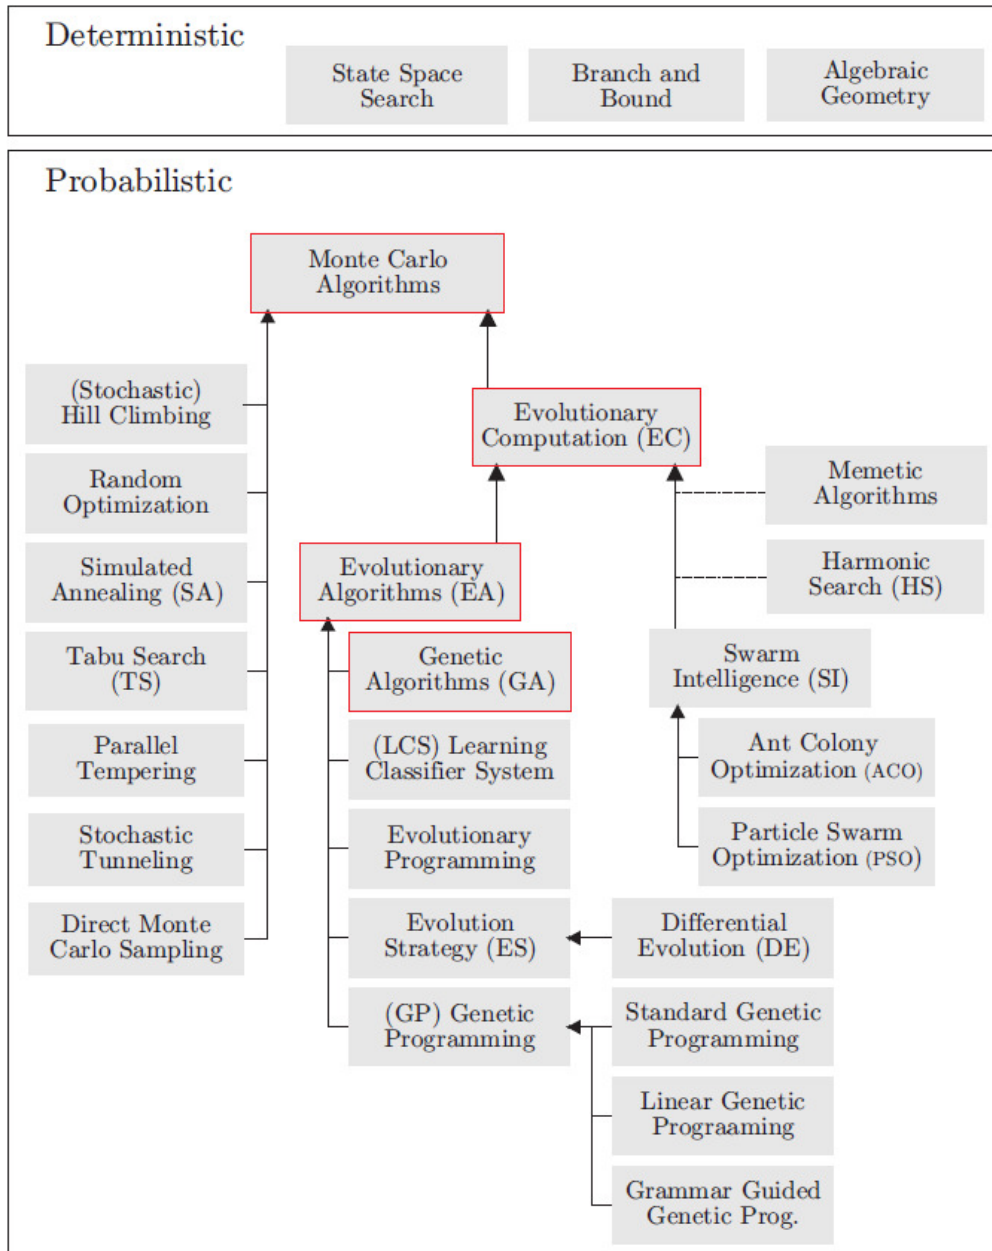 Deterministic
State Space
Search
Branch and
Bound
Algebraic
Geometry
Probabilistic
Monte Carlo
Algorithms
(Stochastic)
Hill Climbing
Random
Optimization
Simulated
Annealing (SA)
Tabu Search
(TS)
Parallel
Tempering
Stochastic
Tunneling
Direct Monte
Carlo Sampling
Evolutionary
Computation (EC)
Evolutionary
Algorithms (EA)
Genetic
Algorithms (GA)
(LCS) Learning
Classifier System
Evolutionary
Programming
Evolution
Strategy (ES)
(GP) Genetic
Programming
Differential
Evolution (DE)
Standard Genetic
Programming
Linear Genetic
Prograaming
Grammar Guided
Genetic Prog.
Memetic
Algorithms
Harmonic
Search (HS)
Swarm
Intelligence (SI)
Ant Colony
Optimization (ACO)
Particle Swarm
Optimization (PSO)